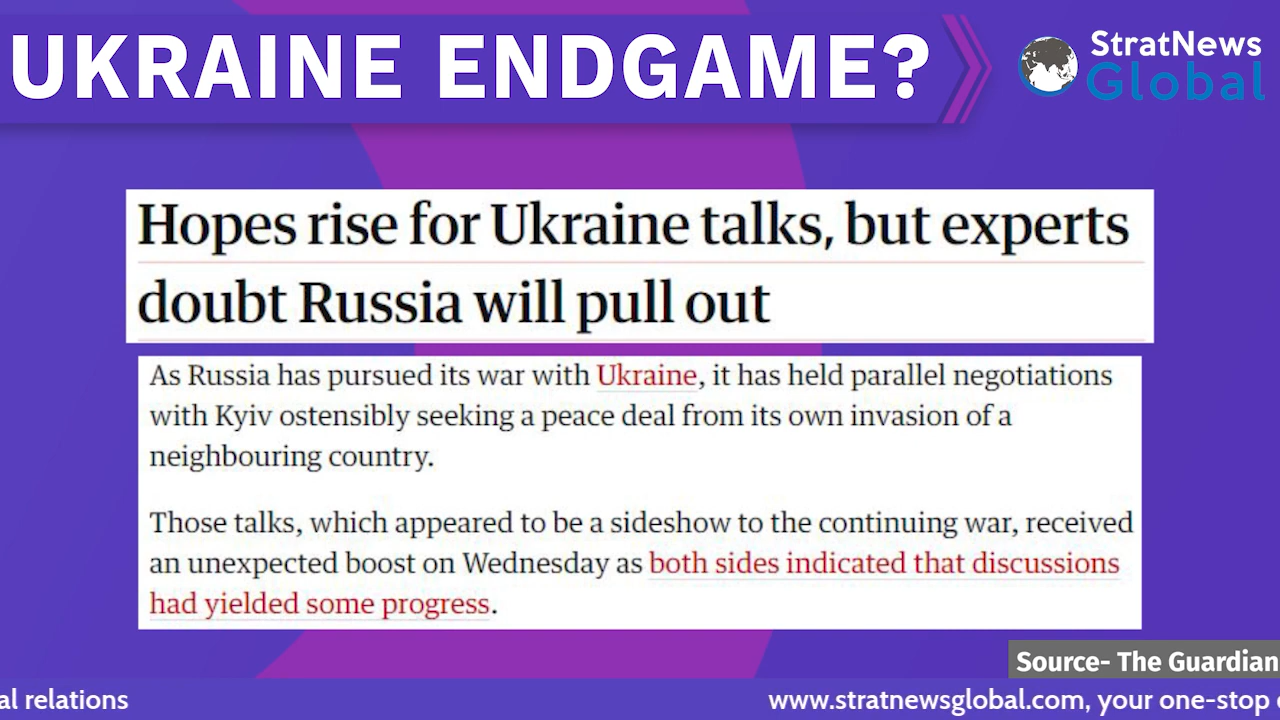 UKRAINE ENDGAME?
StratNews
Global
Hopes rise for Ukraine talks, but experts
doubt Russia will pull out
As Russia has pursued its war with Ukraine, it has held parallel negotiations
with Kyiv ostensibly seeking a peace deal from its own invasion of a
neighbouring country.
Those talks, which appeared to be a sideshow to the continuing war, received
an unexpected boost on Wednesday as both sides indicated that discussions
had yielded some progress.
Source- The Guardian
al relations www.stratnewsglobal.com, your one-stop